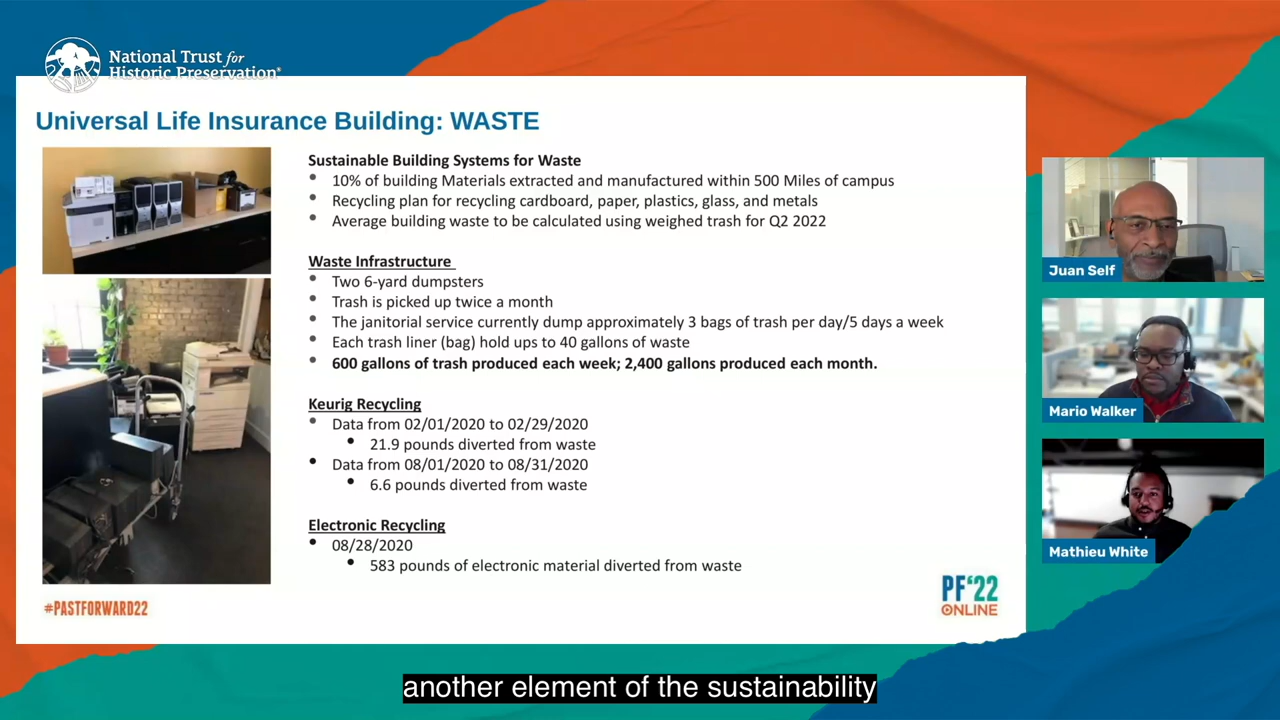 National Trust for
Historic Preservation®
Universal Life Insurance Building: WASTE
Sustainable Building Systems for Waste
• 10% of building Materials extracted and manufactured within 500 Miles of campus
• Recycling plan for recycling cardboard, paper, plastics, glass, and metals
• Average building waste to be calculated using weighed trash for Q2 2022
Waste Infrastructure
• Two 6-yard dumpsters
• Trash is picked up twice a month
• The janitorial service currently dump approximately 3 bags of trash per day/5 days a week
• Each trash liner (bag) hold ups to 40 gallons of waste
• 600 gallons of trash produced each week; 2,400 gallons produced each month.
Keurig Recycling
• Data from 02/01/2020 to 02/29/2020
• 21.9 pounds diverted from waste
• Data from 08/01/2020 to 08/31/2020
• 6.6 pounds diverted from waste
Electronic Recycling
• 08/28/2020
• 583 pounds of electronic material diverted from waste
#PASTFORWARD22
PF'22
ONLINE
Juan Self
Mario Walker
Mathieu White
another element of the sustainability